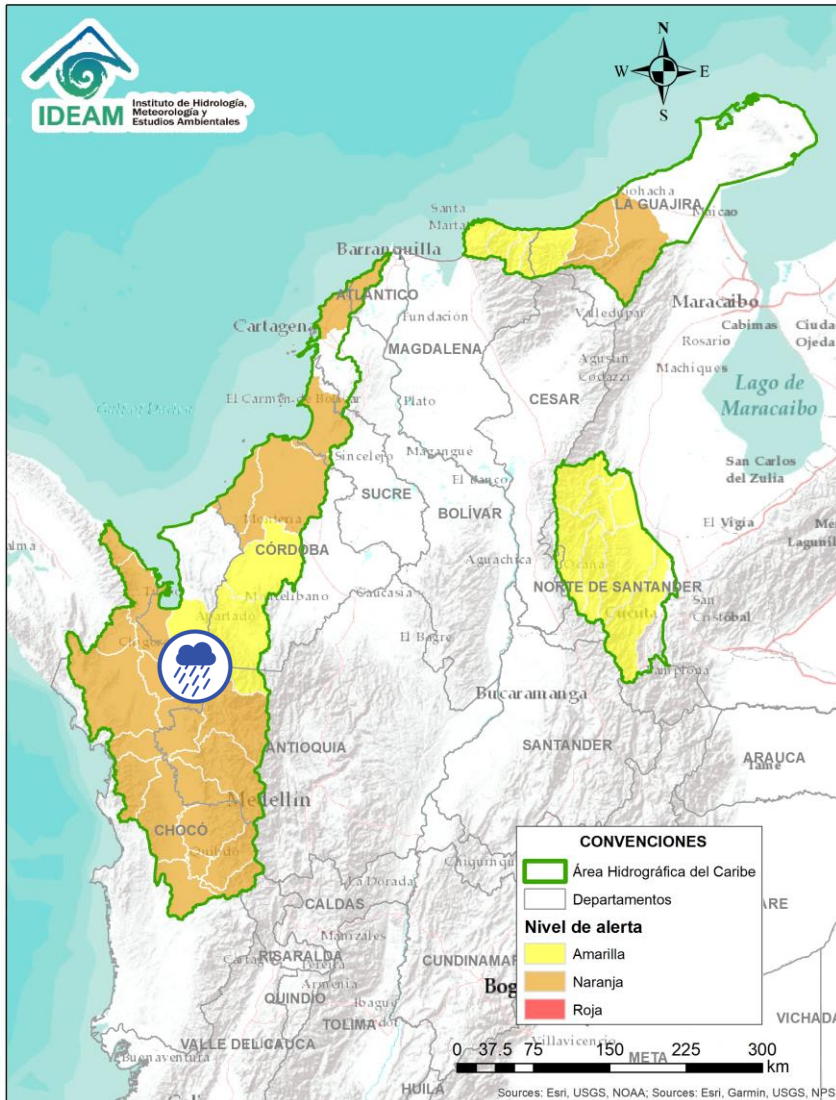 IDEAM
Instituto de Hidrología,
Meteorología y
Estudios Ambientales
N
W
E
S
Riohacha
LA GUAJIRA
Maicao
Santa
Marta
Barranquilla
ATLÁNTICO
Cartagena
Fundación
Valledupar
Maracaibo
Cabimas
Ciudad
Ojeda
Rosario
MAGDALENA
Agustín
Codazzi
Machiques
CESAR
Lago de
Maracaibo
El Carmen de Bolívar
Plato
Sincelejo
Magangué
San Carlos
del Zulia
SUCRE
El Banco
BOLÍVAR
El Vigía
Montería
CÓRDOBA
Aguachica
Ocaña
NORTE DE SANTANDER
Montelíbano
Caucasia
Cúcuta
San
Cristóbal
Apartadó
El Bagre
Pamplona
Bucaramanga
ANTIOQUIA
SANTANDER
ARAUCA
Tame
Medellín
CHOCÓ
Quibdó
La Dorada
CALDAS
Manizales
RISARALDA
Pereira
Cartago
Armenia
QUINDÍO
Ibagué
TOLIMA
CUNDINAMAR
Bog
VALLE DEL CAUCA
Buenaventura
HUILA
Villavicencio
META
VICHADA
CONVENCIONES
Área Hidrográfica del Caribe
Departamentos
Nivel de alerta
Amarilla
Naranja
Roja
0 37.5 75 150 225 300
km
Sources: Esri, USGS, NOAA; Sources: Esri, Garmin, USGS, NPS